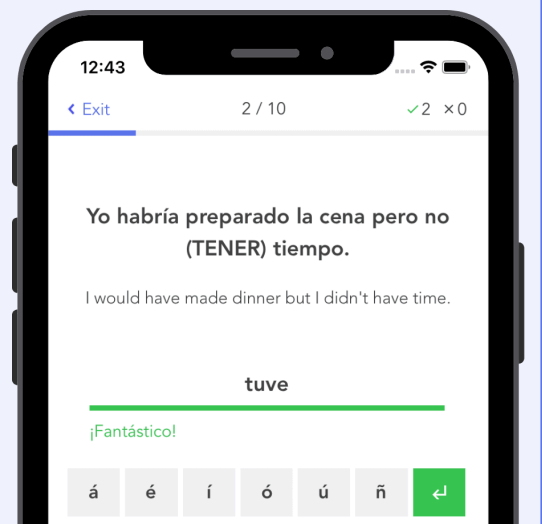 12:43
Exit
2 / 10
✓2 ×0
Yo habría preparado la cena pero no
(TENER) tiempo.
I would have made dinner but I didn't have time.
tuve
¡Fantástico!
á é í ó ú ñ